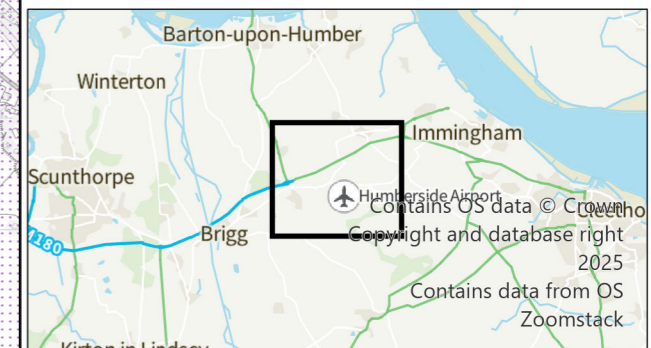 Barton-upon-Humber
Winterton
Immingham
Scunthorpe
Humberside Airport
Contains OS data © Crown
Copyright and database right
2025
Contains data from OS
Zoomstack
Brigg